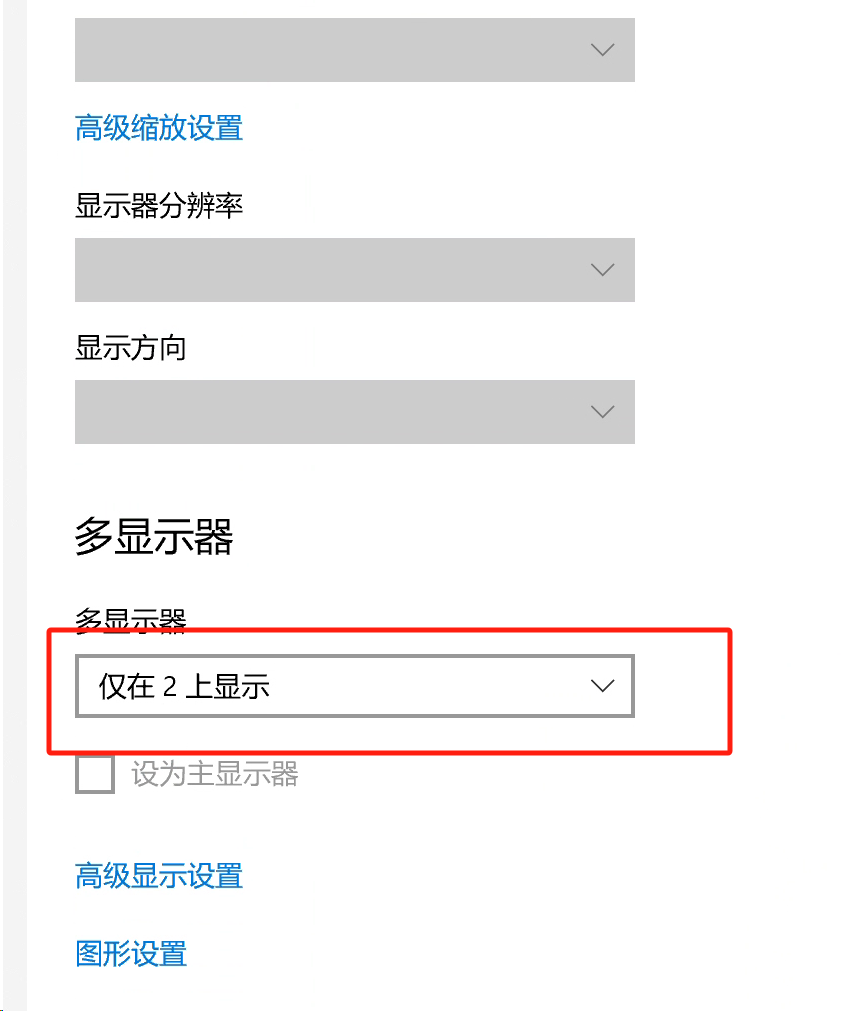 高级缩放设置
显示器分辨率
显示方向
多显示器
多显示器
仅在 2 上显示
设为主显示器
高级显示设置
图形设置